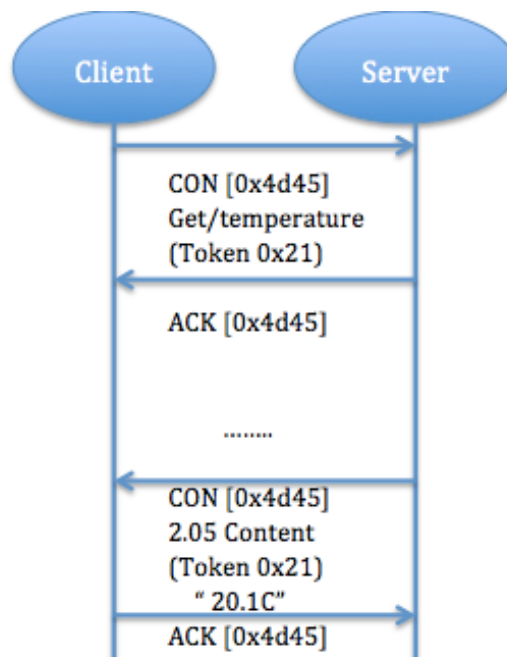 Client Server
CON [0x4d45]
Get/temperature
(Token 0x21)
ACK [0x4d45]
........
CON [0x4d45]
2.05 Content
(Token 0x21)
“ 20.1C”
ACK [0x4d45]